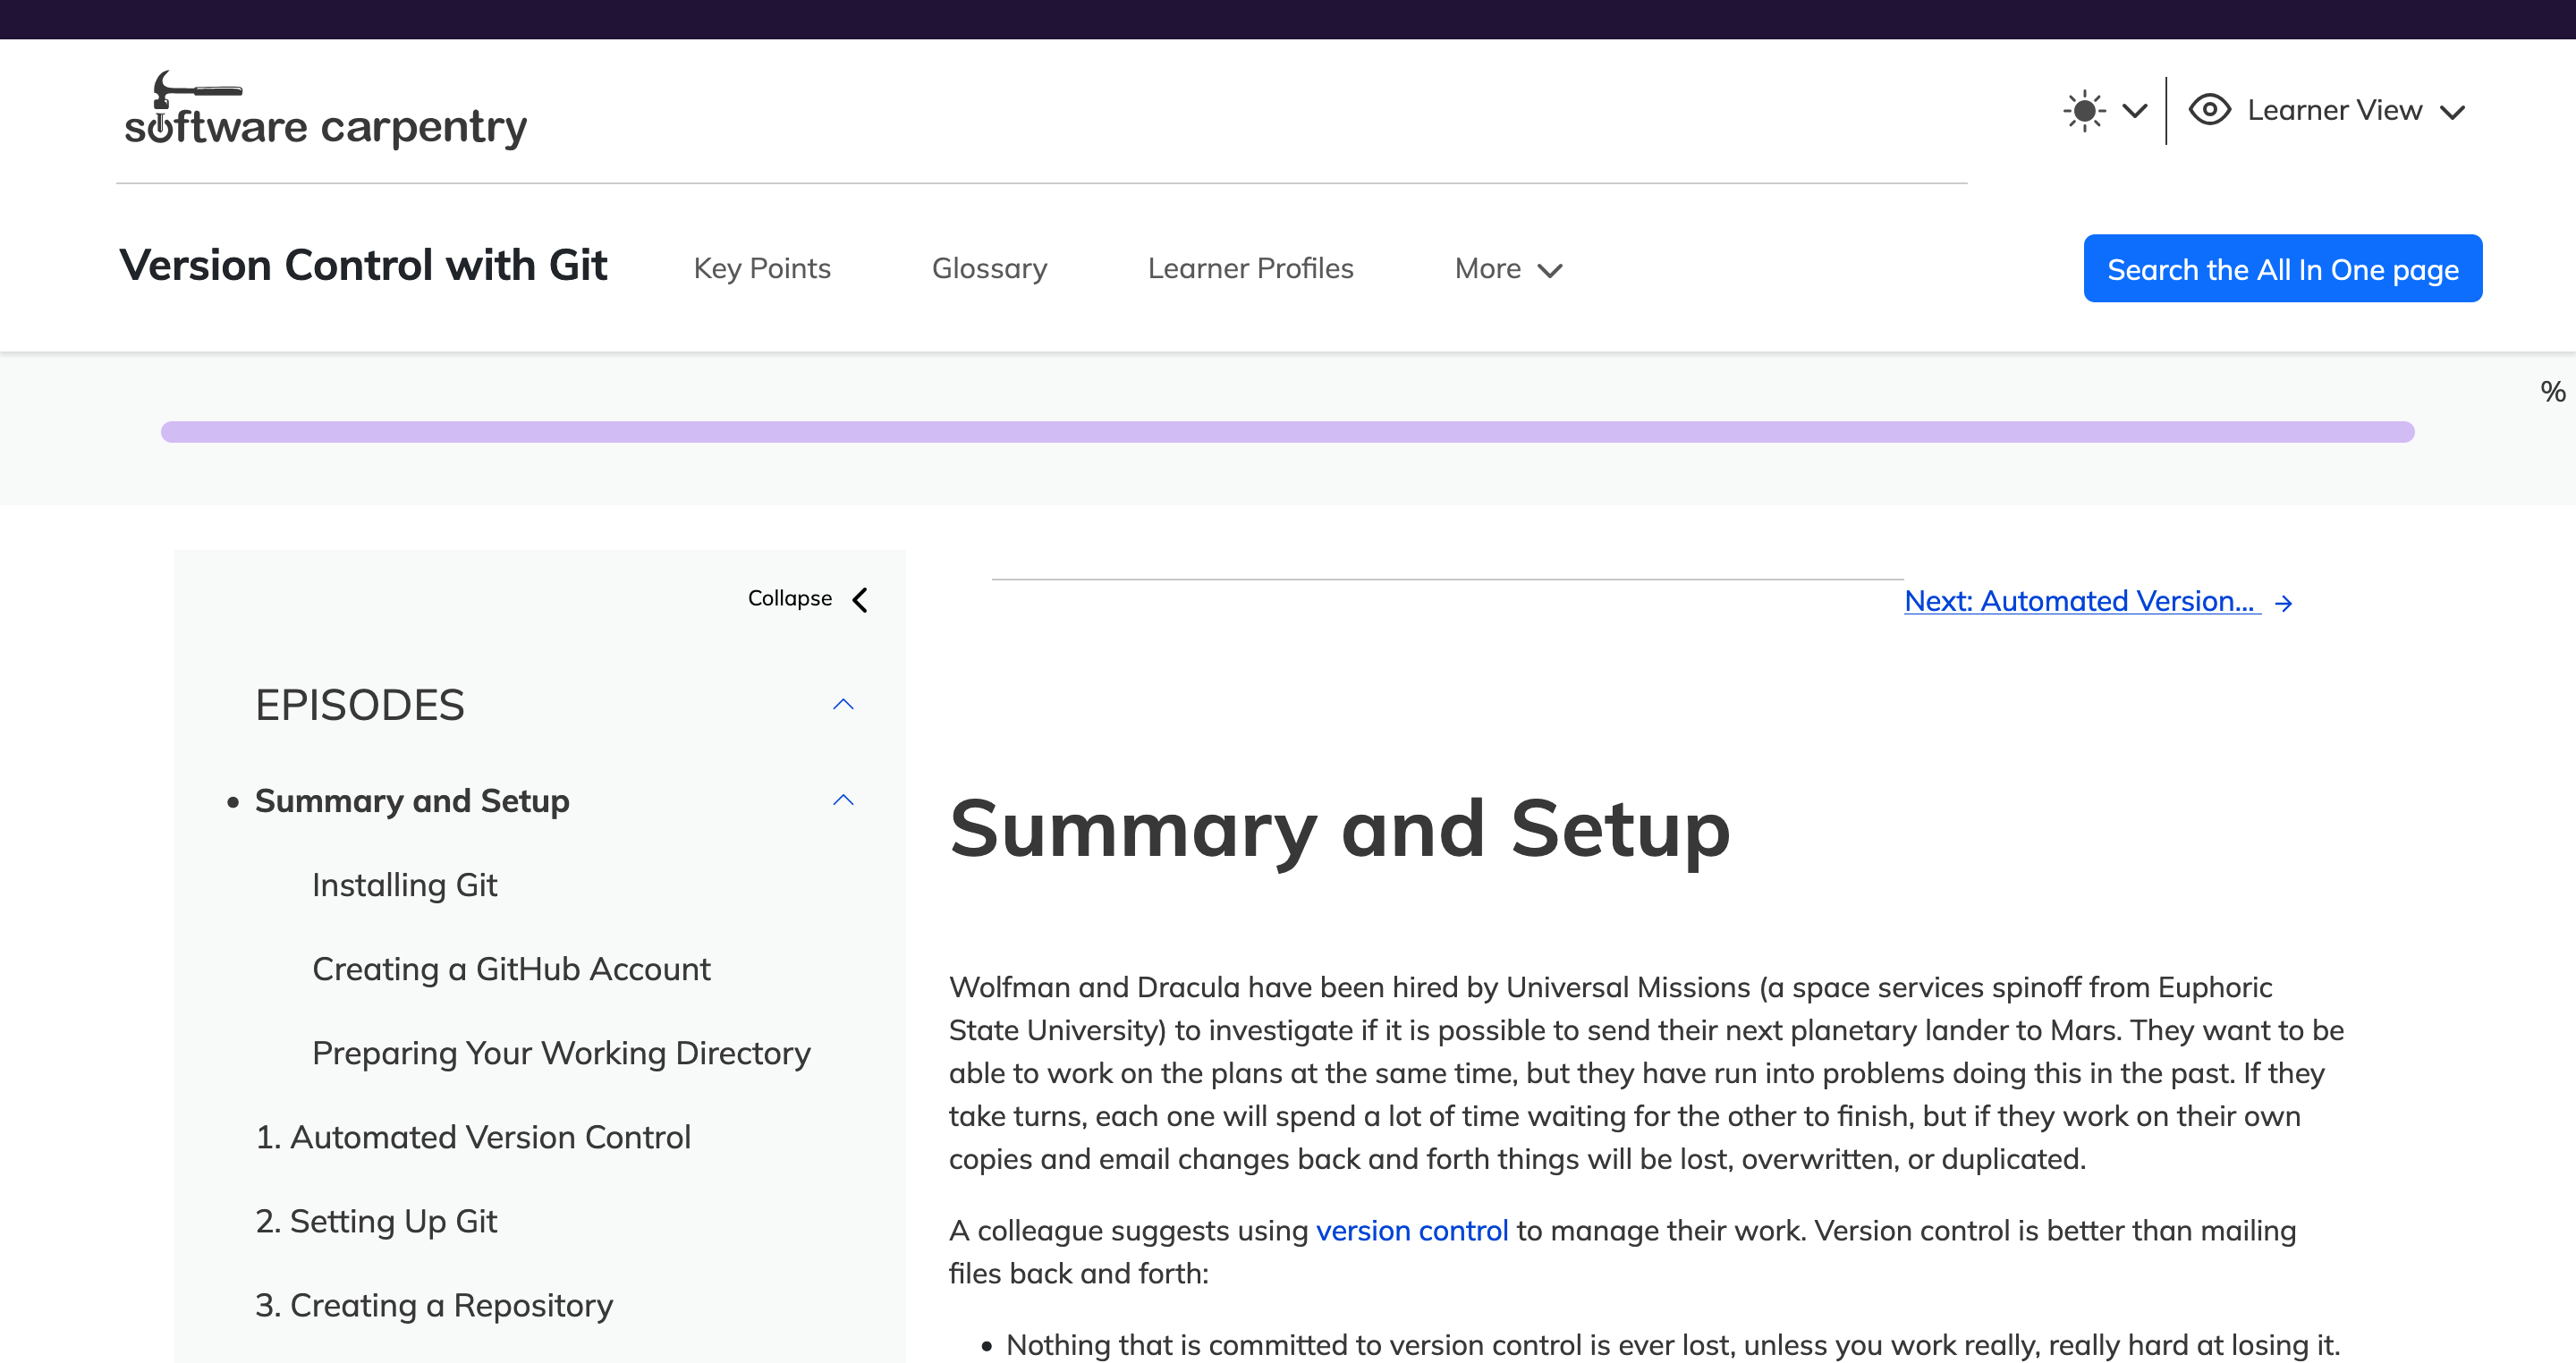 software carpentry
Learner View
Version Control with Git
Key Points
Glossary
Learner Profiles
More
Search the All In One page
%
Collapse
EPISODES
Summary and Setup
Installing Git
Creating a GitHub Account
Preparing Your Working Directory
1. Automated Version Control
2. Setting Up Git
3. Creating a Repository
Next: Automated Version...
Summary and Setup
Wolfman and Dracula have been hired by Universal Missions (a space services spinoff from Euphoric
State University) to investigate if it is possible to send their next planetary lander to Mars. They want to be
able to work on the plans at the same time, but they have run into problems doing this in the past. If they
take turns, each one will spend a lot of time waiting for the other to finish, but if they work on their own
copies and email changes back and forth things will be lost, overwritten, or duplicated.
A colleague suggests using version control to manage their work. Version control is better than mailing
files back and forth:
Nothing that is committed to version control is ever lost, unless you work really, really hard at losing it.